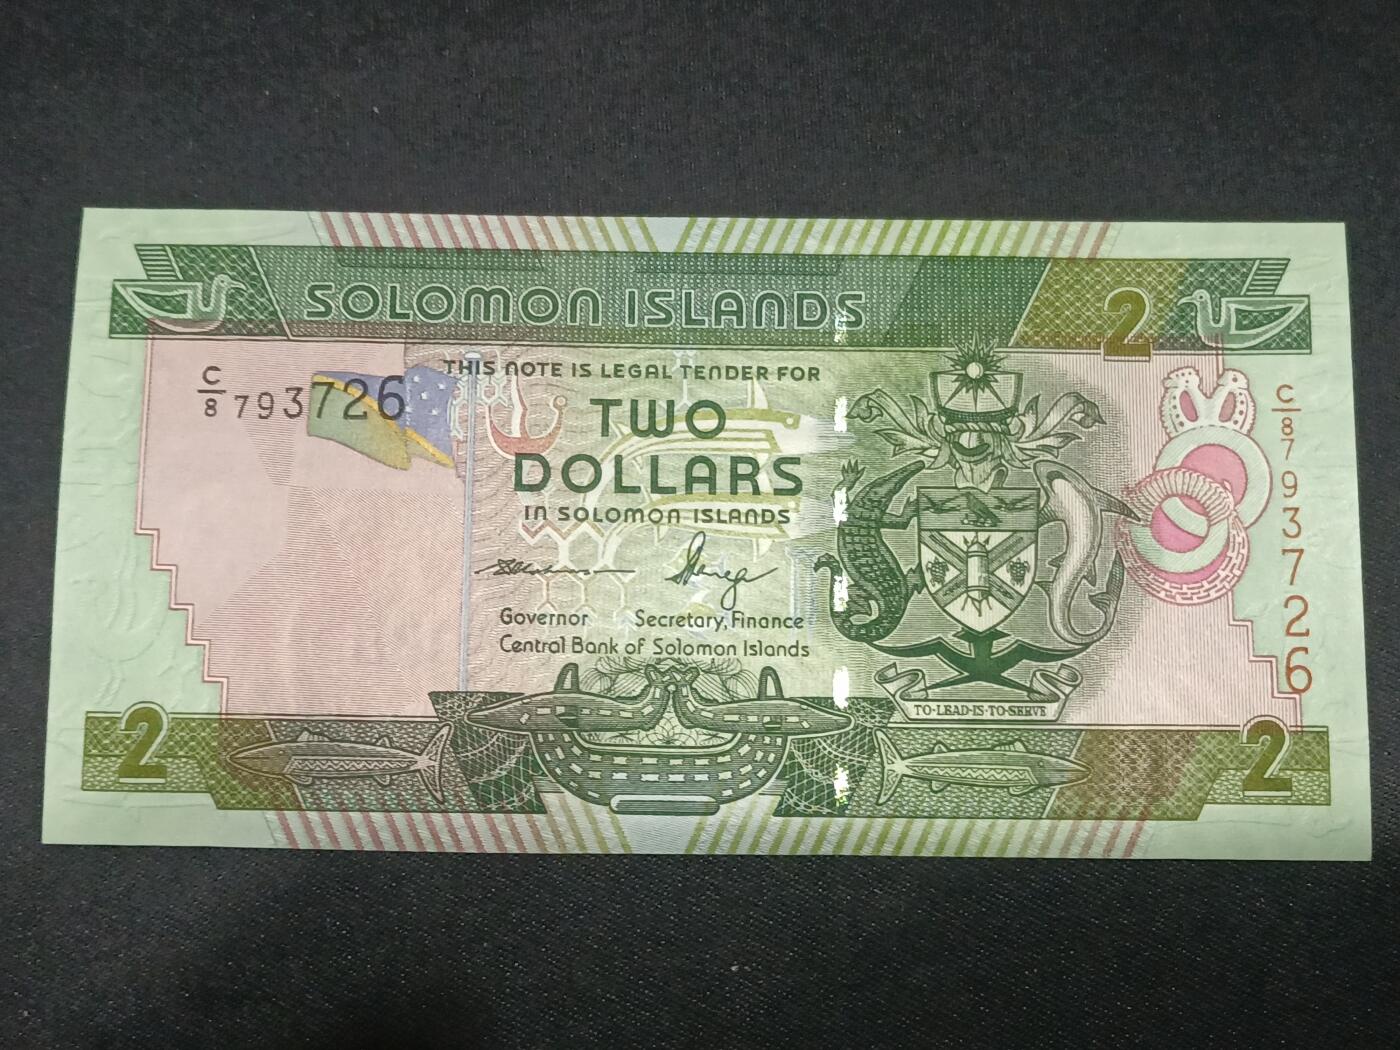 SOLOMON ISLANDS
2
C/8 793726
THIS NOTE IS LEGAL TENDER FOR
TWO
DOLLARS
IN SOLOMON ISLANDS
Governor Secretary, Finance
Central Bank of Solomon Islands
C/8 793726
TO·LEAD·IS·TO·SERVE
2
2